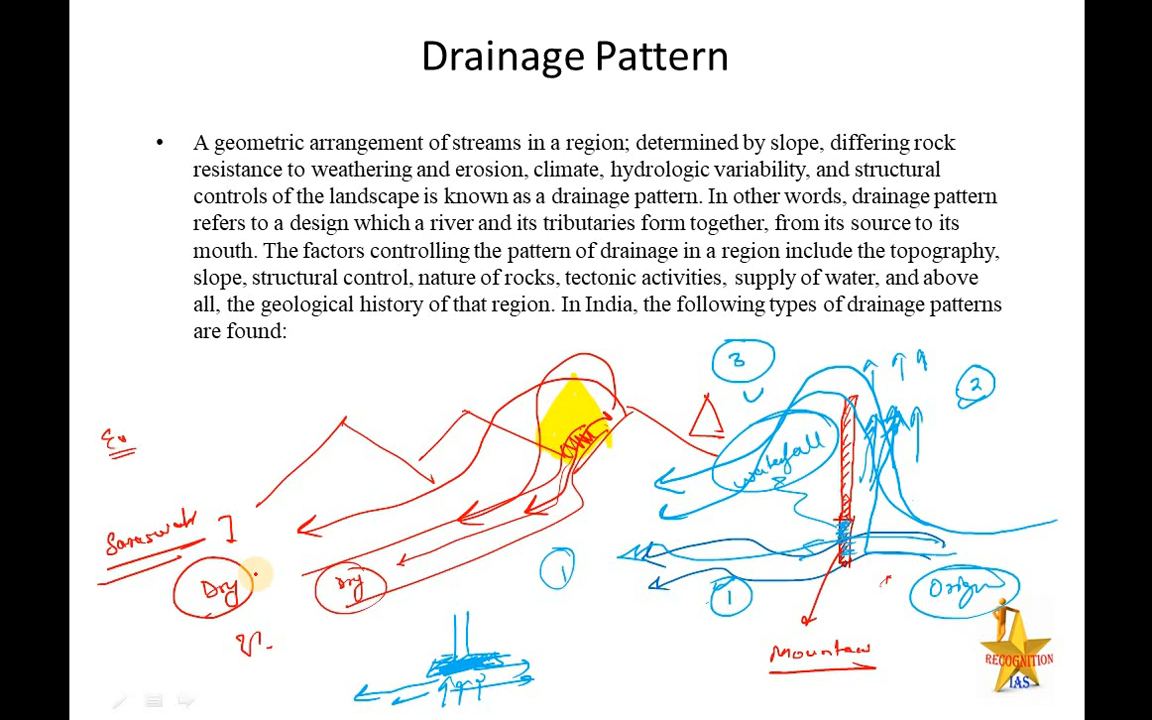 Drainage Pattern
• A geometric arrangement of streams in a region; determined by slope, differing rock
resistance to weathering and erosion, climate, hydrologic variability, and structural
controls of the landscape is known as a drainage pattern. In other words, drainage pattern
refers to a design which a river and its tributaries form together, from its source to its
mouth. The factors controlling the pattern of drainage in a region include the topography,
slope, structural control, nature of rocks, tectonic activities, supply of water, and above
all, the geological history of that region. In India, the following types of drainage patterns
are found:
3
2
Waterfall
Dry
Dry
1
1
Origin
Mountain
RECOGNITION
IAS